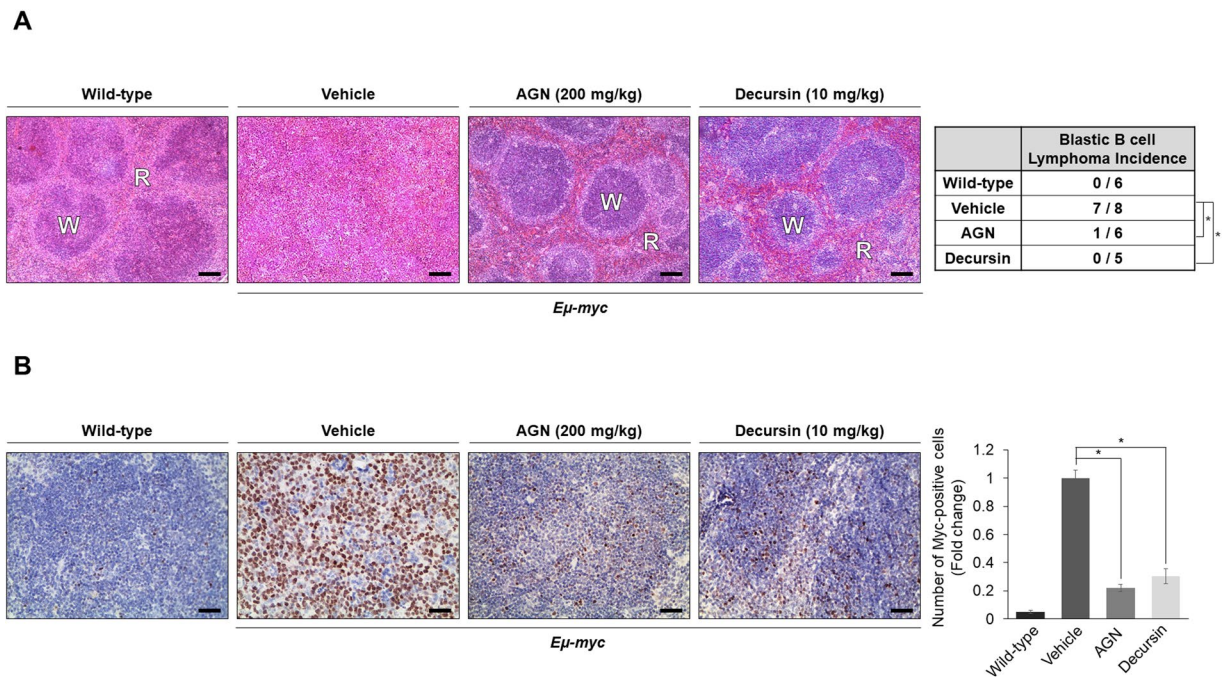 A
Wild-type
Vehicle
AGN (200 mg/kg)
Decursin (10 mg/kg)
W
R
W
R
W
R
Eμ-myc
Blastic B cell
Lymphoma Incidence
Wild-type 0 / 6
Vehicle 7 / 8
AGN 1 / 6
Decursin 0 / 5
*
*
B
Wild-type
Vehicle
AGN (200 mg/kg)
Decursin (10 mg/kg)
Eμ-myc
Number of Myc-positive cells
(Fold change)
1.2
1
0.8
0.6
0.4
0.2
0
*
*
Wild-type
Vehicle
AGN
Decursin